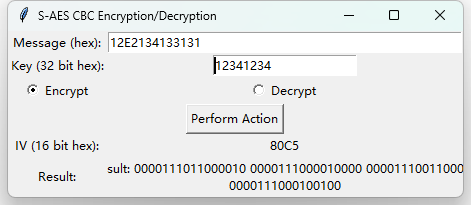 S-AES CBC Encryption/Decryption
Message (hex): 12E2134133131
Key (32 bit hex): 12341234
Encrypt Decrypt
Perform Action
IV (16 bit hex): 80C5
Result: sult: 0000111011000010 0000111000010000 0000111001100
0000111000100100